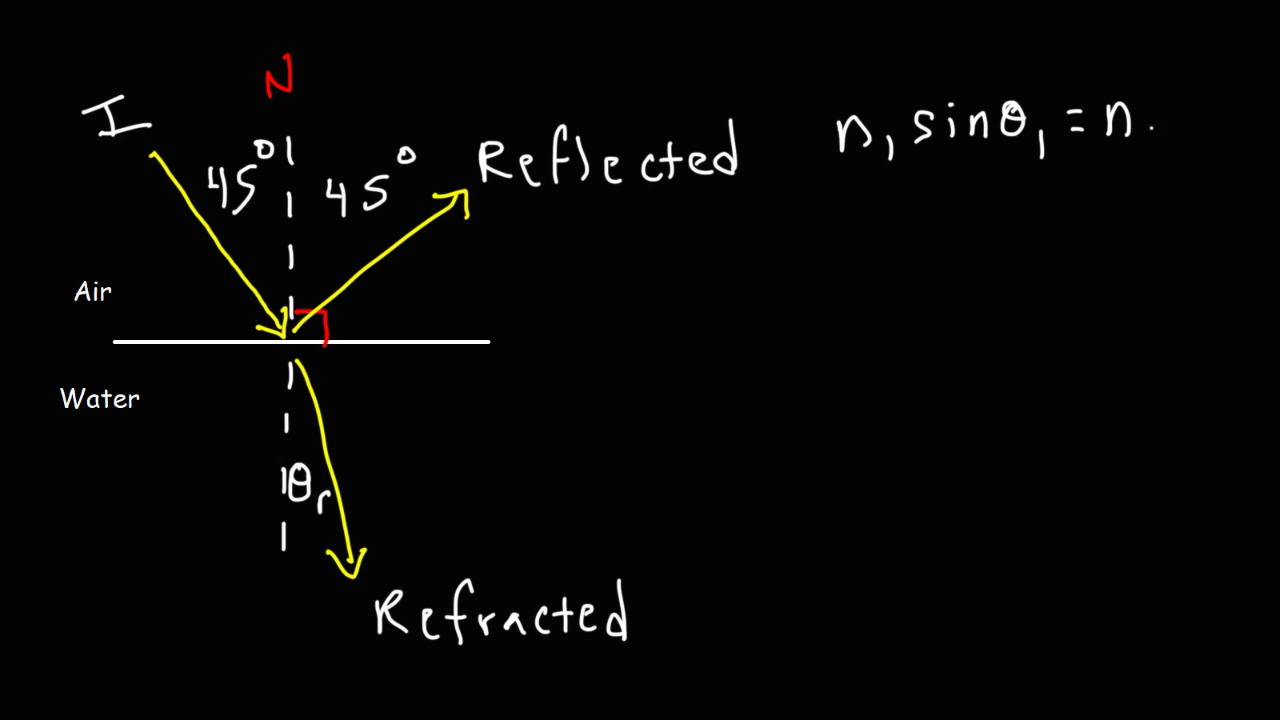 N
I
45° 45°
Reflected
n₁ sinθ₁ = n
Air
Water
θᵣ
Refracted